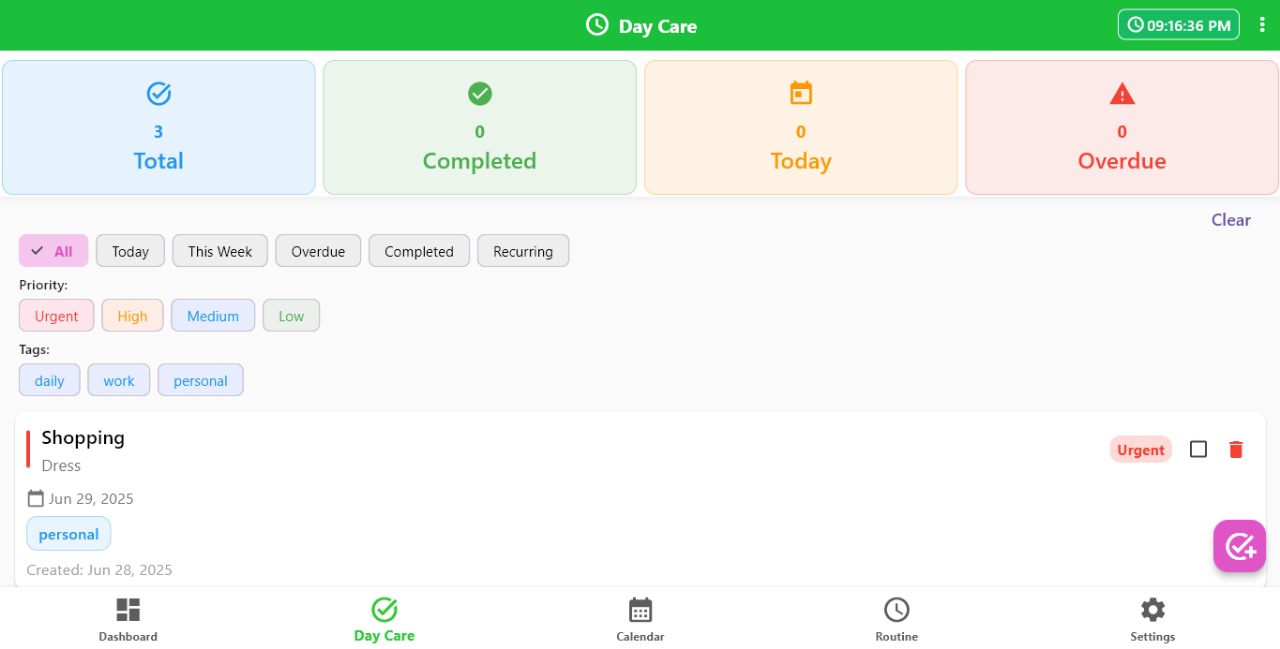 Day Care
09:16:36 PM
3
Total
0
Completed
0
Today
0
Overdue
Clear
All Today This Week Overdue Completed Recurring
Priority:
Urgent High Medium Low
Tags:
daily work personal
Shopping
Dress
Urgent
Jun 29, 2025
personal
Created: Jun 28, 2025
Dashboard Day Care Calendar Routine Settings